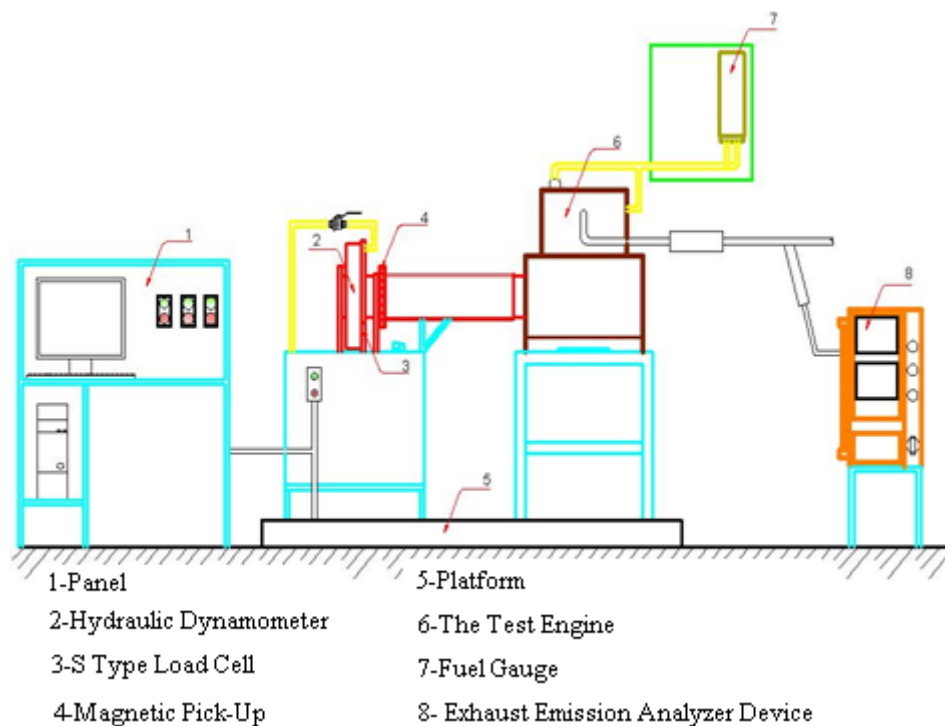 7
6
4
2
1
8
3
5
1-Panel
2-Hydraulic Dynamometer
3-S Type Load Cell
4-Magnetic Pick-Up
5-Platform
6-The Test Engine
7-Fuel Gauge
8- Exhaust Emission Analyzer Device